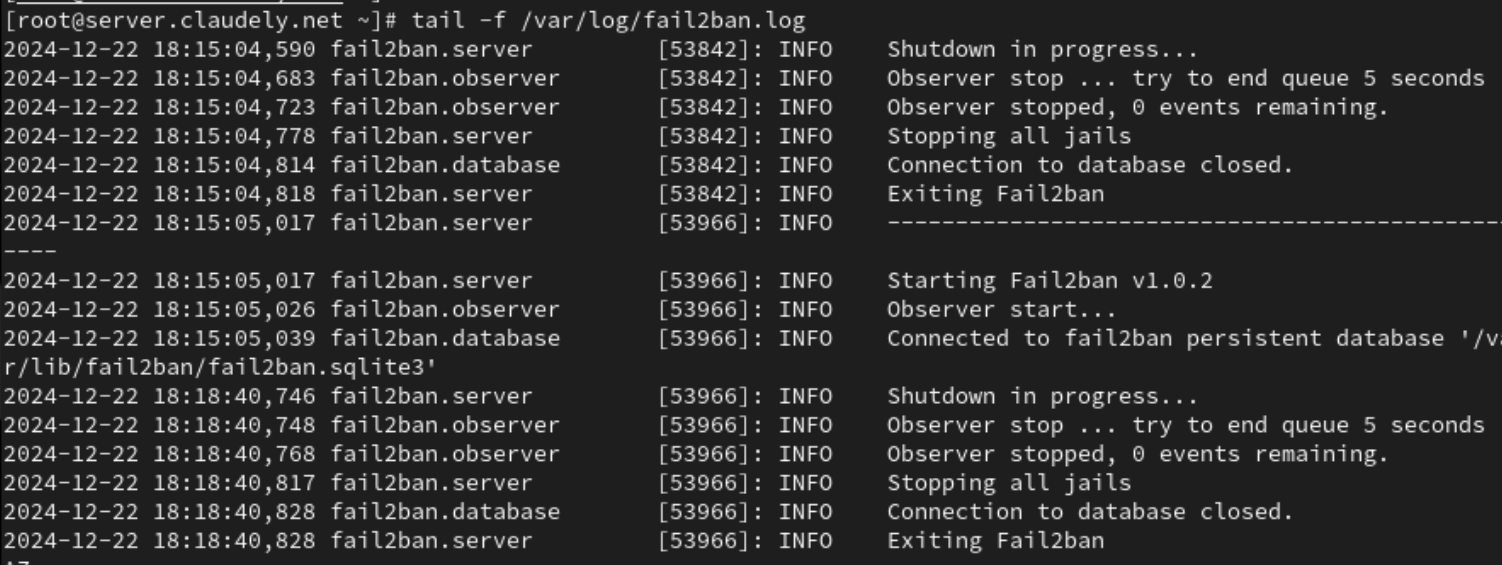 [root@server.claudely.net ~]# tail -f /var/log/fail2ban.log
2024-12-22 18:15:04,590 fail2ban.server         [53842]: INFO    Shutdown in progress...
2024-12-22 18:15:04,683 fail2ban.observer       [53842]: INFO    Observer stop ... try to end queue 5 seconds
2024-12-22 18:15:04,723 fail2ban.observer       [53842]: INFO    Observer stopped, 0 events remaining.
2024-12-22 18:15:04,778 fail2ban.server         [53842]: INFO    Stopping all jails
2024-12-22 18:15:04,814 fail2ban.database       [53842]: INFO    Connection to database closed.
2024-12-22 18:15:04,818 fail2ban.server         [53842]: INFO    Exiting Fail2ban
2024-12-22 18:15:05,017 fail2ban.server         [53966]: INFO    ----------------------------------------------
----
2024-12-22 18:15:05,017 fail2ban.server         [53966]: INFO    Starting Fail2ban v1.0.2
2024-12-22 18:15:05,026 fail2ban.observer       [53966]: INFO    Observer start...
2024-12-22 18:15:05,039 fail2ban.database       [53966]: INFO    Connected to fail2ban persistent database '/va
r/lib/fail2ban/fail2ban.sqlite3'
2024-12-22 18:18:40,746 fail2ban.server         [53966]: INFO    Shutdown in progress...
2024-12-22 18:18:40,748 fail2ban.observer       [53966]: INFO    Observer stop ... try to end queue 5 seconds
2024-12-22 18:18:40,768 fail2ban.observer       [53966]: INFO    Observer stopped, 0 events remaining.
2024-12-22 18:18:40,817 fail2ban.server         [53966]: INFO    Stopping all jails
2024-12-22 18:18:40,828 fail2ban.database       [53966]: INFO    Connection to database closed.
2024-12-22 18:18:40,828 fail2ban.server         [53966]: INFO    Exiting Fail2ban